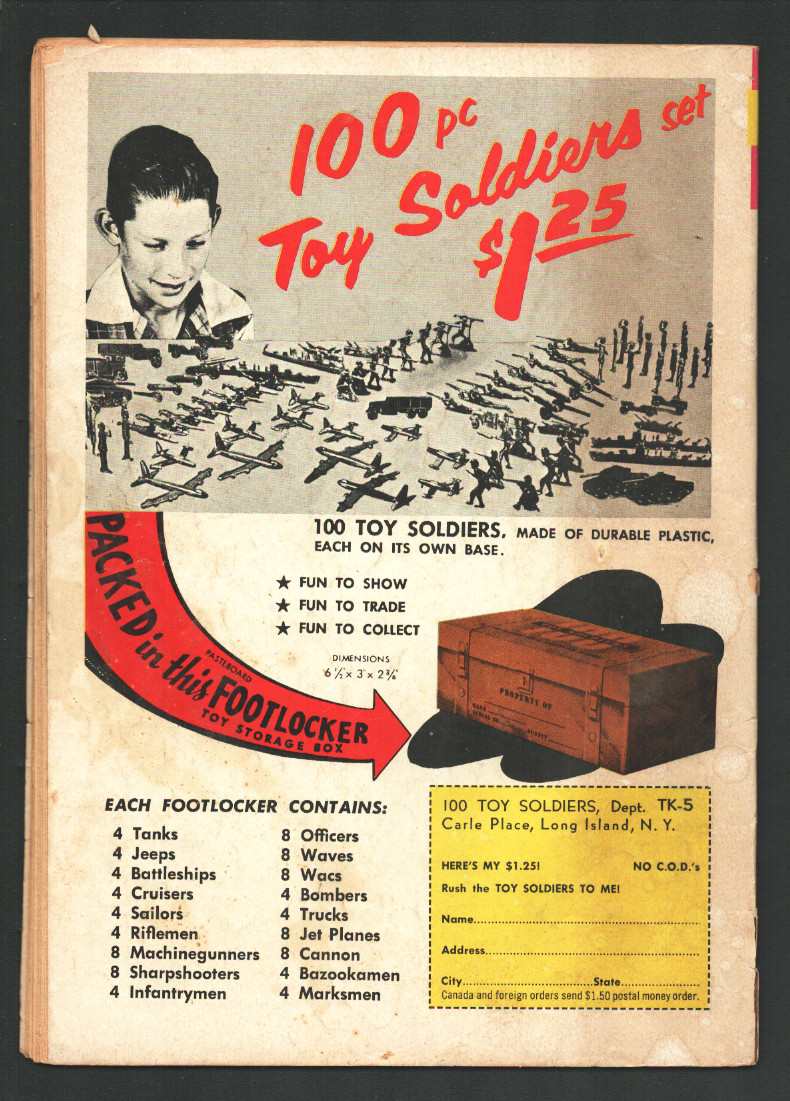 100 pc
Toy Soldiers set
$1.25
100 TOY SOLDIERS, MADE OF DURABLE PLASTIC,
EACH ON ITS OWN BASE.
★ FUN TO SHOW
★ FUN TO TRADE
★ FUN TO COLLECT
DIMENSIONS
PACKED in this
PASTEBOARD
FOOTLOCKER
TOY STORAGE BOX
PROPERTY OF
EACH FOOTLOCKER CONTAINS:
4 Tanks
4 Jeeps
4 Battleships
4 Cruisers
4 Sailors
4 Riflemen
8 Machinegunners
8 Sharpshooters
4 Infantrymen
8 Officers
8 Waves
8 Wacs
4 Bombers
4 Trucks
8 Jet Planes
8 Cannon
4 Bazookamen
4 Marksmen
100 TOY SOLDIERS, Dept. TK-5
Carle Place, Long Island, N. Y.
HERE'S MY $1.25! NO C.O.D.'s
Rush the TOY SOLDIERS TO ME!
Name
Address
City State
Canada and foreign orders send $1.50 postal money order.